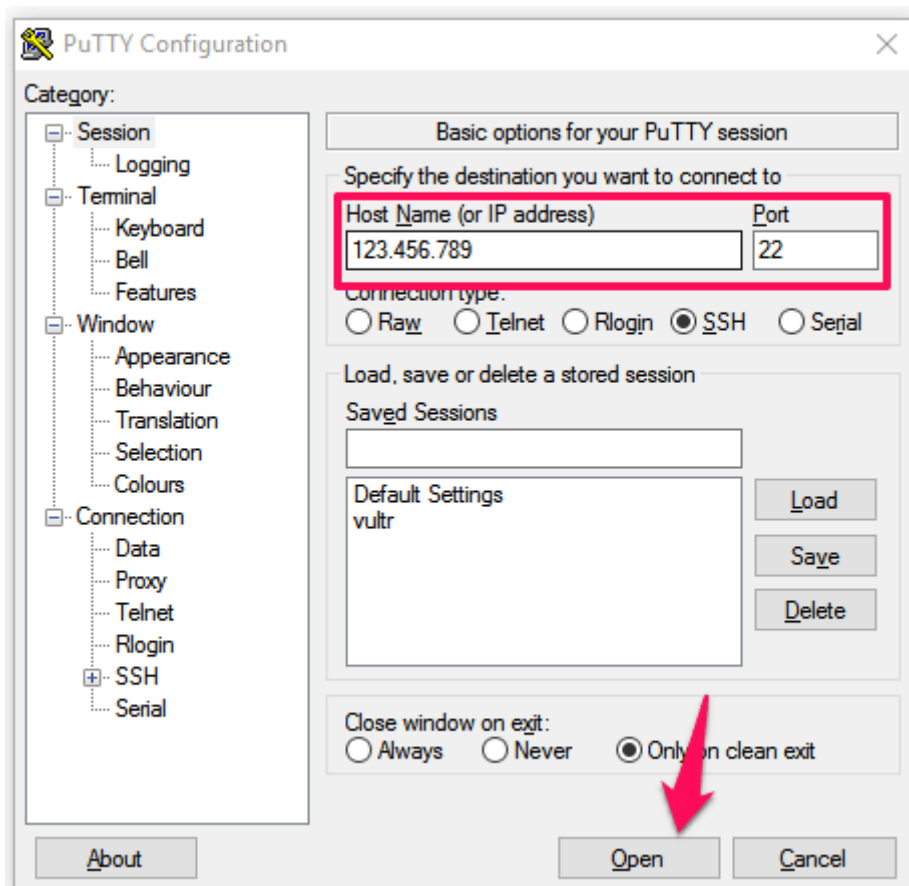 PuTTY Configuration
Category:
Session
Logging
Terminal
Keyboard
Bell
Features
Window
Appearance
Behaviour
Translation
Selection
Colours
Connection
Data
Proxy
Telnet
Rlogin
SSH
Serial
Basic options for your PuTTY session
Specify the destination you want to connect to
Host Name (or IP address) Port
123.456.789 22
Connection type:
Raw Telnet Rlogin SSH Serial
Load, save or delete a stored session
Saved Sessions
Default Settings
vultr
Load
Save
Delete
Close window on exit:
Always Never Only on clean exit
About Open Cancel